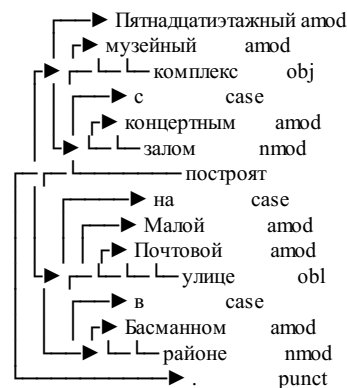 Пятнадцатиэтажный amod
музейный amod
комплекс obj
с case
концертным amod
залом nmod
построят
на case
Малой amod
Почтовой amod
улице obl
в case
Басманном amod
районе nmod
. punct